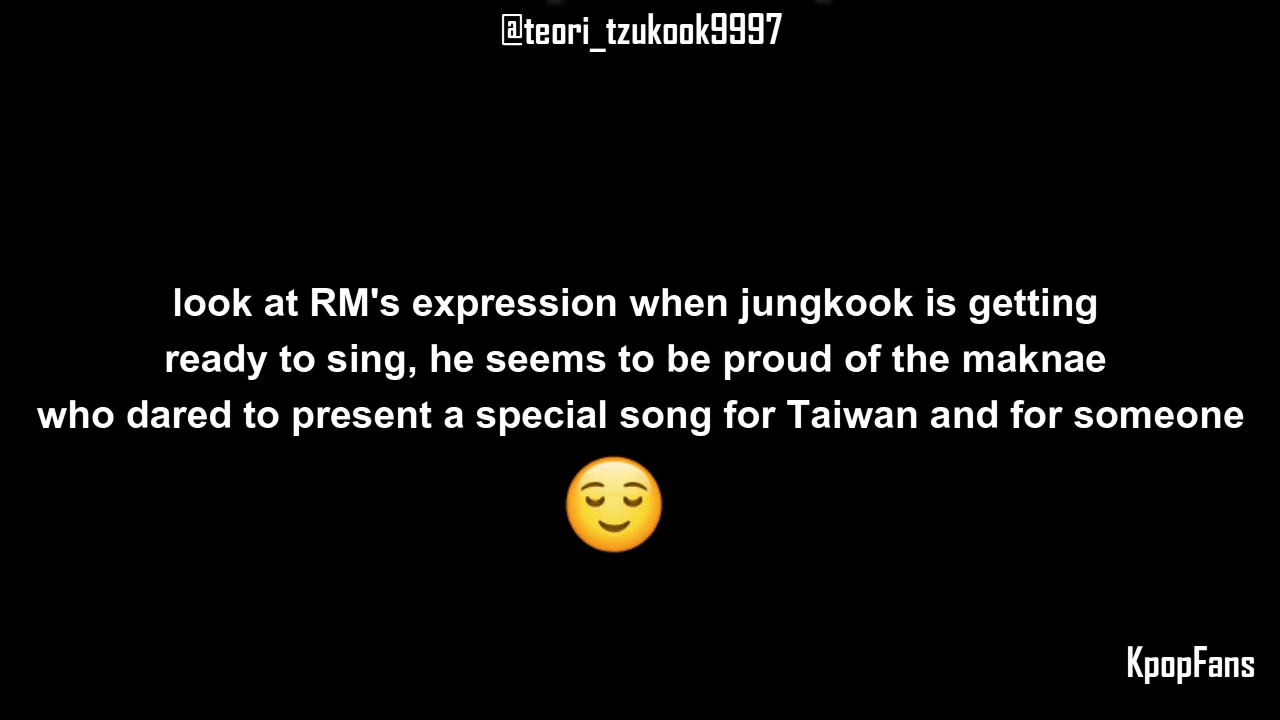 @teori_tzukook9997
look at RM's expression when jungkook is getting
ready to sing, he seems to be proud of the maknae
who dared to present a special song for Taiwan and for someone
KpopFans